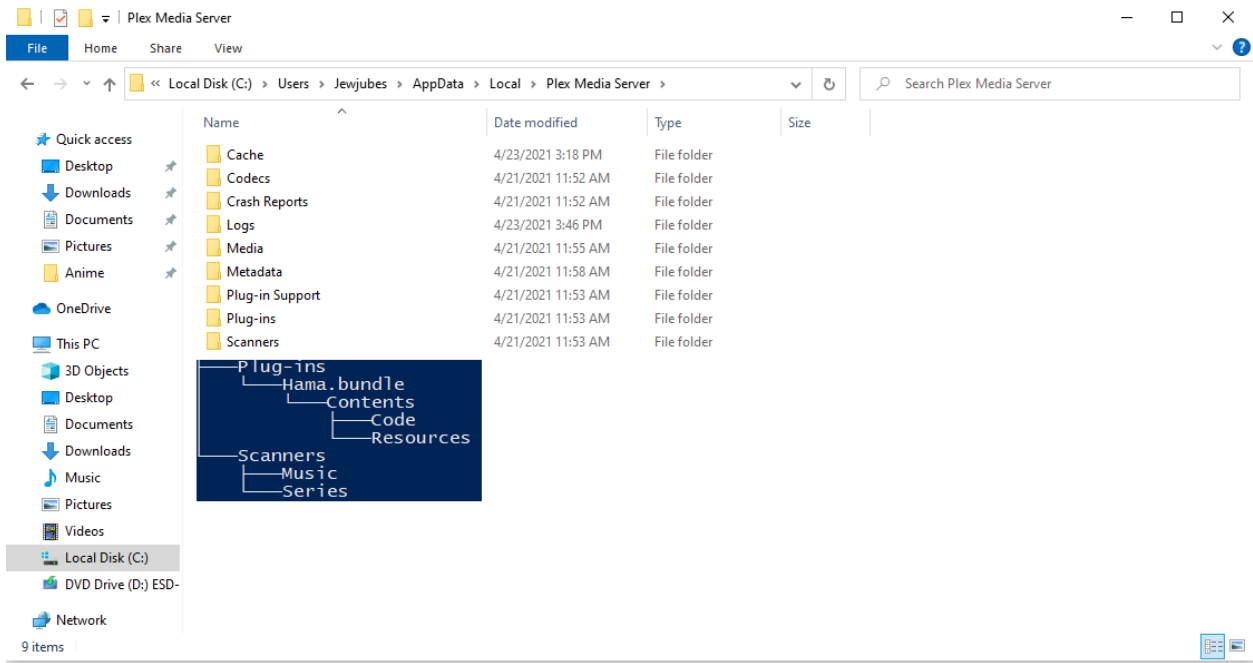 Plex Media Server
File Home Share View
?
« Local Disk (C:) › Users › Jewjubes › AppData › Local › Plex Media Server ›
Search Plex Media Server
Quick access
Desktop
Downloads
Documents
Pictures
Anime
OneDrive
This PC
3D Objects
Desktop
Documents
Downloads
Music
Pictures
Videos
Local Disk (C:)
DVD Drive (D:) ESD-
Network
Name Date modified Type Size
Cache 4/23/2021 3:18 PM File folder
Codecs 4/21/2021 11:52 AM File folder
Crash Reports 4/21/2021 11:52 AM File folder
Logs 4/23/2021 3:46 PM File folder
Media 4/21/2021 11:55 AM File folder
Metadata 4/21/2021 11:58 AM File folder
Plug-in Support 4/21/2021 11:53 AM File folder
Plug-ins 4/21/2021 11:53 AM File folder
Scanners 4/21/2021 11:53 AM File folder
Plug-ins
Hama.bundle
Contents
Code
Resources
Scanners
Music
Series
9 items